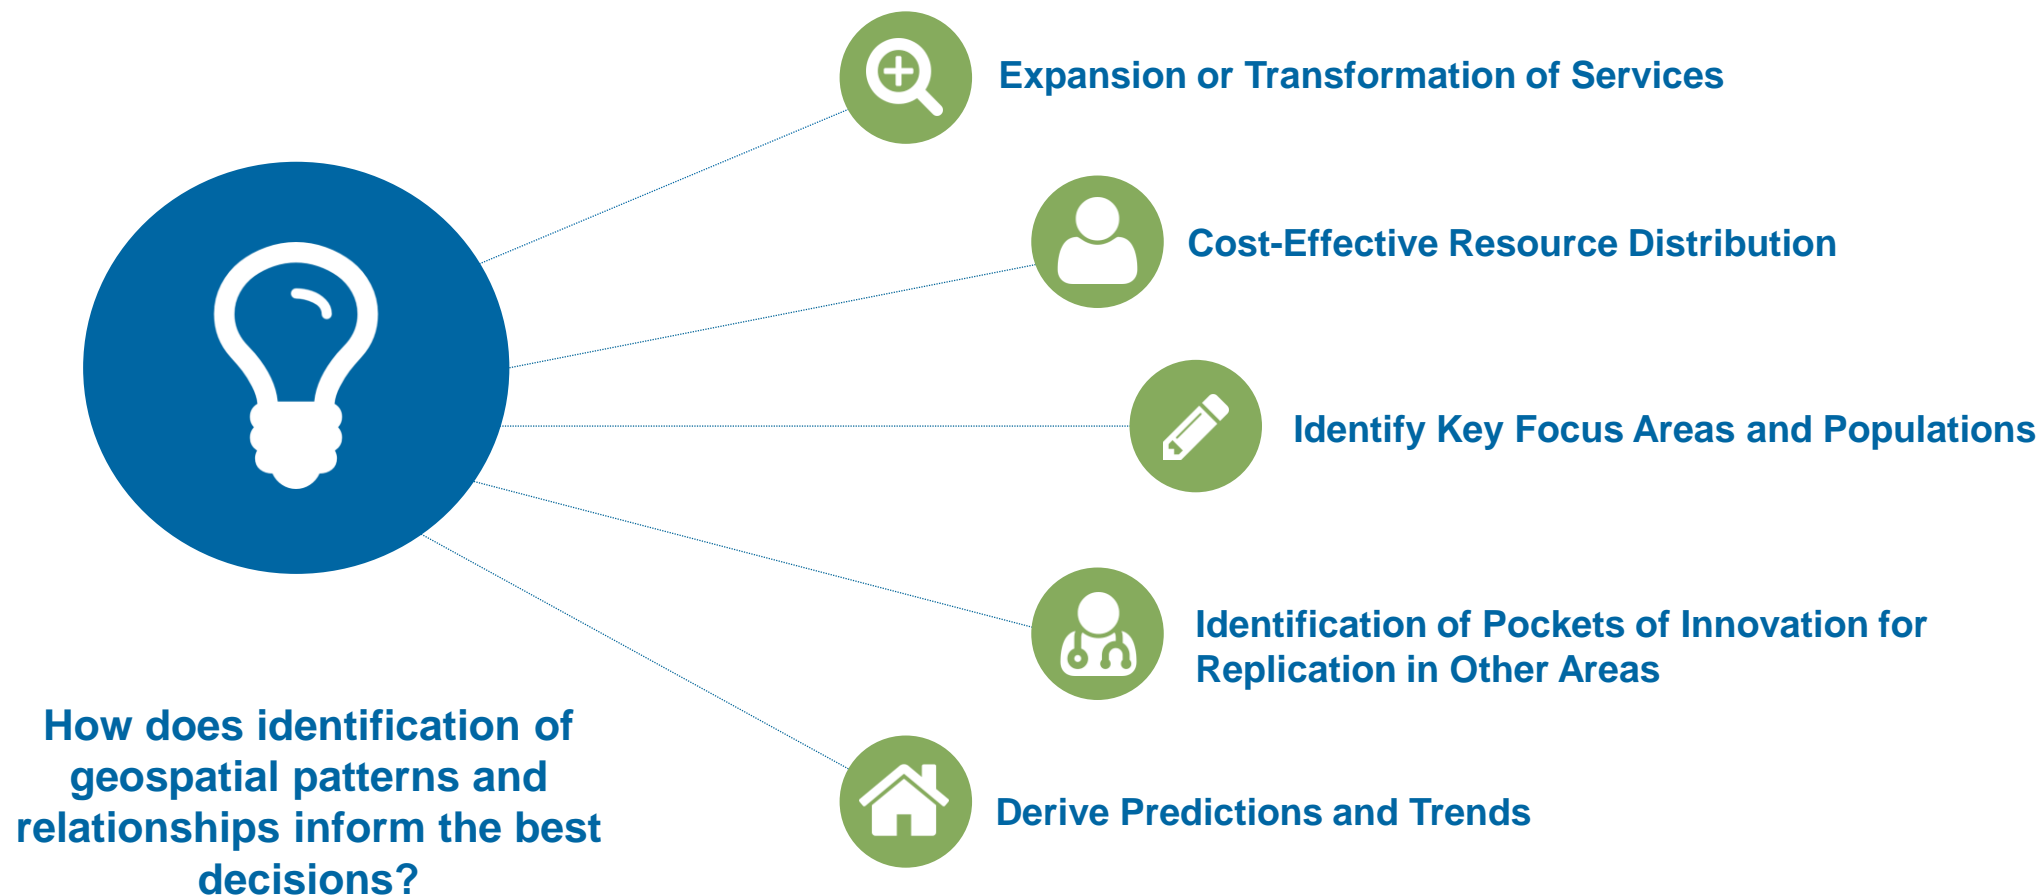 Expansion or Transformation of Services
Cost-Effective Resource Distribution
Identify Key Focus Areas and Populations
Identification of Pockets of Innovation for
Replication in Other Areas
Derive Predictions and Trends
How does identification of
geospatial patterns and
relationships inform the best
decisions?